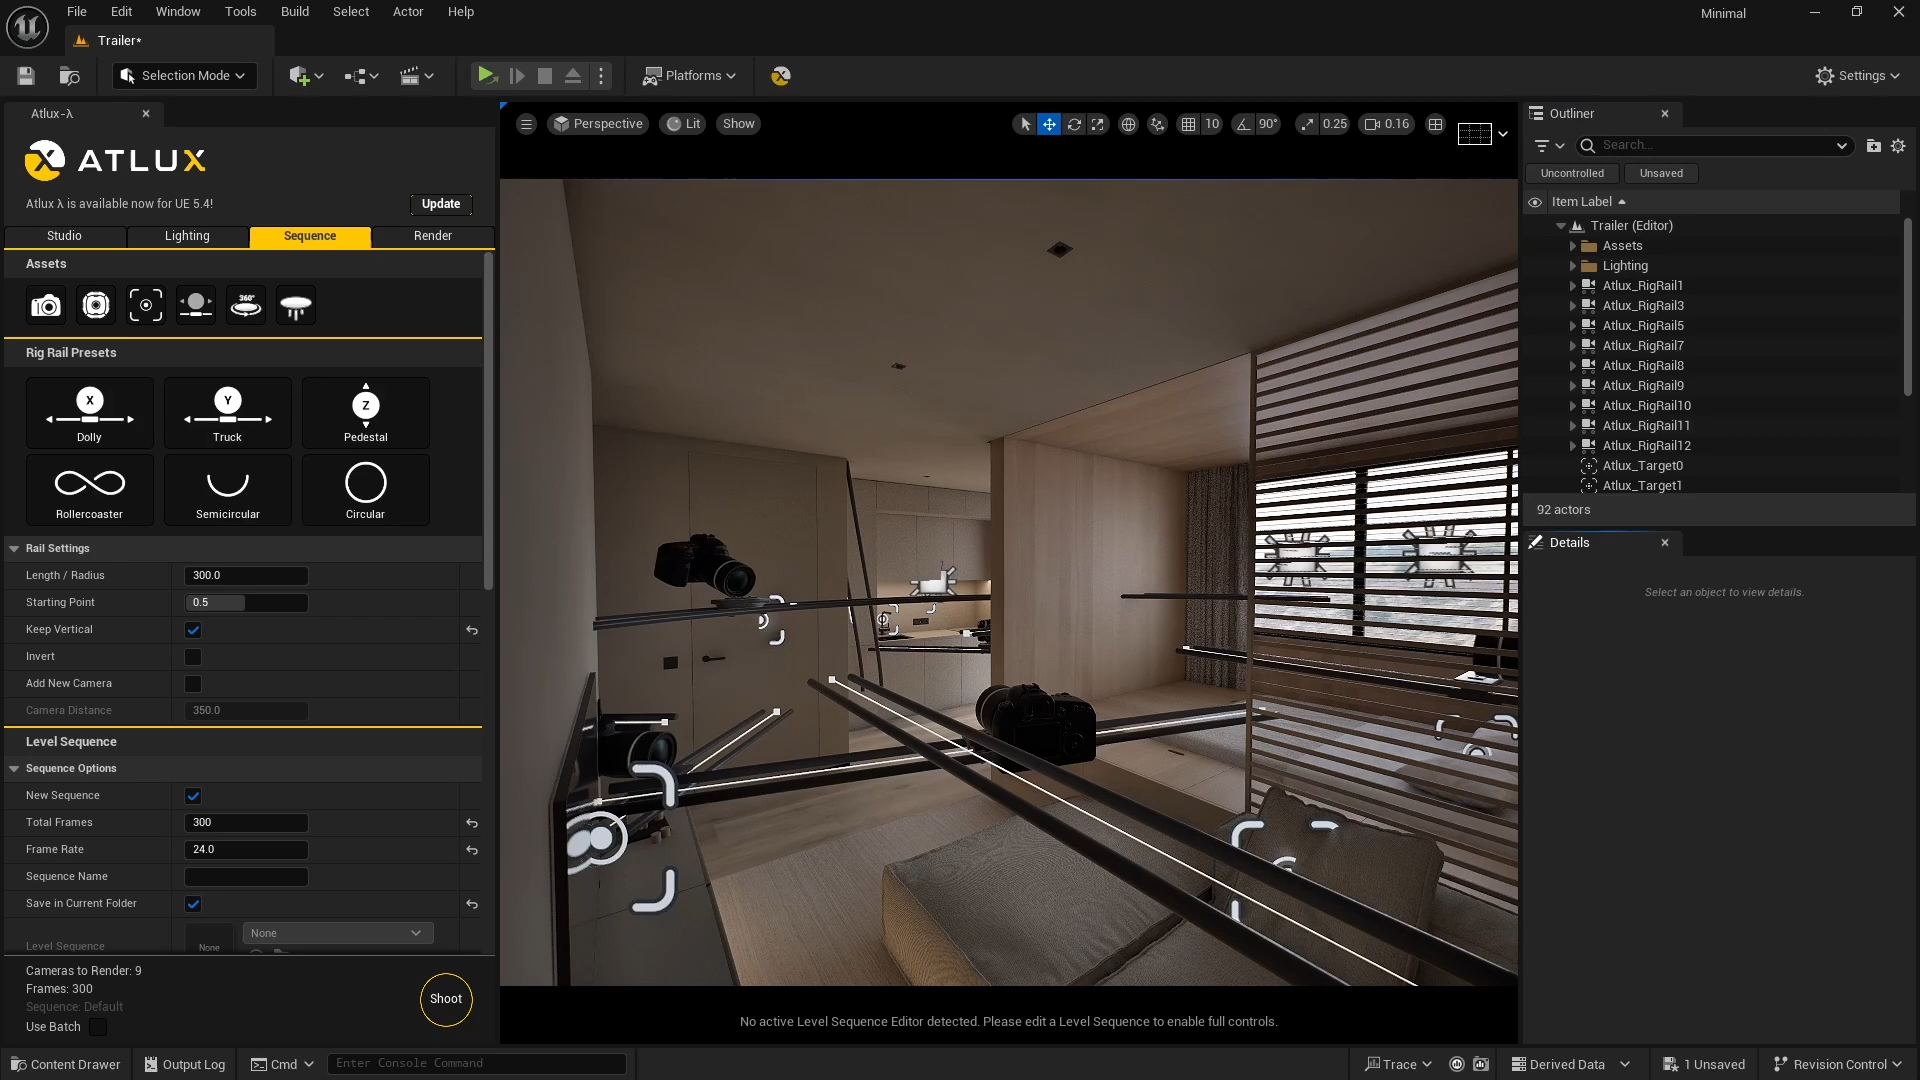 File Edit Window Tools Build Select Actor Help
Minimal
Trailer*
Selection Mode
Platforms
Settings
Atlux-λ
ATLUX
Atlux λ is available now for UE 5.4!
Update
Studio Lighting Sequence Render
Assets
360°
Rig Rail Presets
X Y Z
Dolly Truck Pedestal
Rollercoaster Semicircular Circular
Rail Settings
Length / Radius 300.0
Starting Point 0.5
Keep Vertical
Invert
Add New Camera
Camera Distance 350.0
Level Sequence
Sequence Options
New Sequence
Total Frames 300
Frame Rate 24.0
Sequence Name
Save in Current Folder
None
Level Sequence None
Cameras to Render: 9
Frames: 300
Sequence: Default
Use Batch
Shoot
Perspective Lit Show
10 90° 0.25 0.16
No active Level Sequence Editor detected. Please edit a Level Sequence to enable full controls.
Outliner
Search...
Uncontrolled Unsaved
Item Label
Trailer (Editor)
Assets
Lighting
Atlux_RigRail1
Atlux_RigRail3
Atlux_RigRail5
Atlux_RigRail7
Atlux_RigRail8
Atlux_RigRail9
Atlux_RigRail10
Atlux_RigRail11
Atlux_RigRail12
Atlux_Target0
Atlux_Target1
92 actors
Details
Select an object to view details.
Content Drawer Output Log Cmd Enter Console Command
Trace Derived Data 1 Unsaved Revision Control